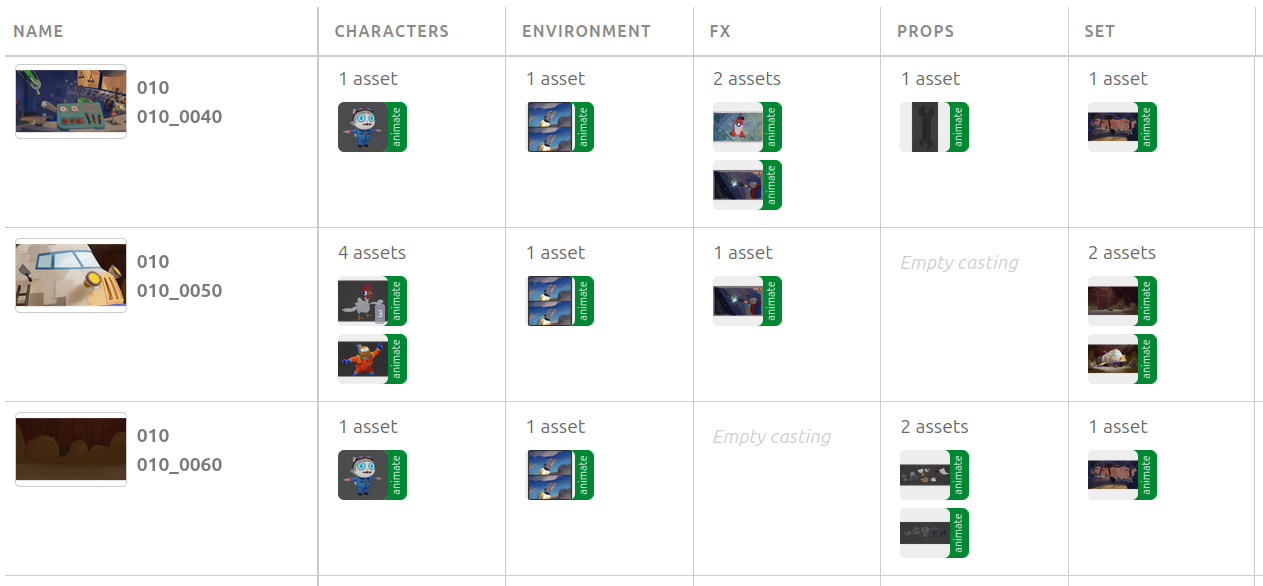 NAME CHARACTERS ENVIRONMENT FX PROPS SET
010
010_0040
1 asset 1 asset 2 assets 1 asset 1 asset
animate animate animate animate animate
animate
010
010_0050
4 assets 1 asset 1 asset Empty casting 2 assets
3 animate animate animate animate
animate animate
010
010_0060
1 asset 1 asset Empty casting 2 assets 1 asset
animate animate animate animate
animate